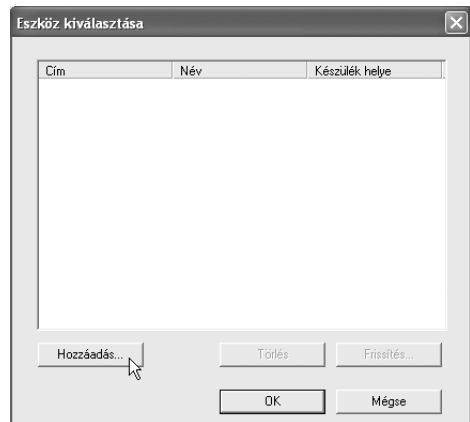 Eszköz kiválasztása
Cím Név Készülék helye
Hozzáadás... Törlés Frissítés...
OK Mégse